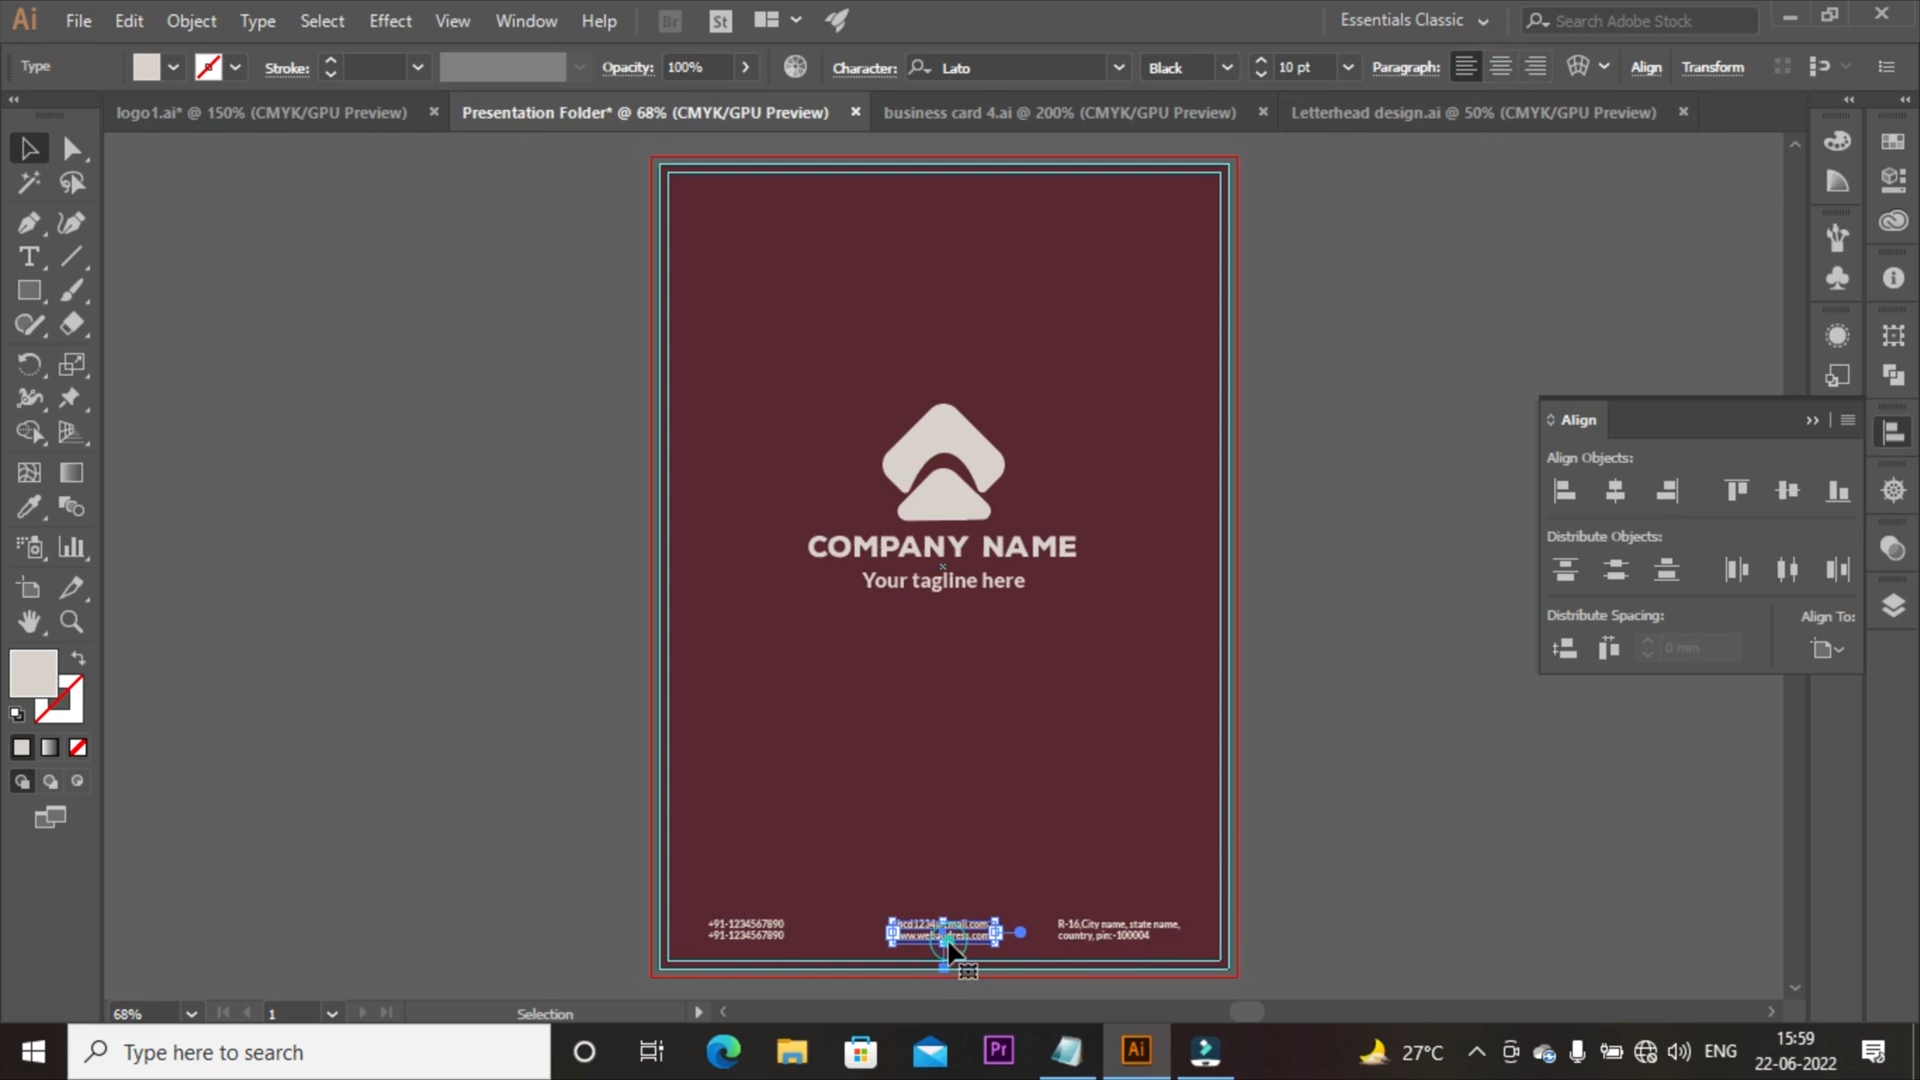 Ai File Edit Object Type Select Effect View Window Help Br St Essentials Classic Search Adobe Stock
Type Stroke: Opacity: 100% Character: Lato Black 10 pt Paragraph: Align Transform
logo1.ai* @ 150% (CMYK/GPU Preview) Presentation Folder* @ 68% (CMYK/GPU Preview) business card 4.ai @ 200% (CMYK/GPU Preview) Letterhead design.ai @ 50% (CMYK/GPU Preview)
Align
Align Objects:
Distribute Objects:
Distribute Spacing: Align To:
0 mm
COMPANY NAME
Your tagline here
+91-1234567890
+91-1234567890
R-16,City name, state name,
country, pin:-100004
68% 1 Selection
Type here to search
Pr Ai
27°C ENG
15:59
22-06-2022